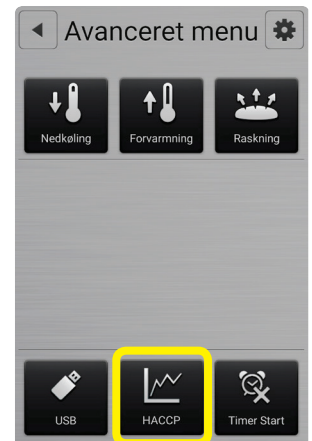 Avanceret menu
Nedkøling
Forvarmning
Raskning
USB
HACCP
Timer Start